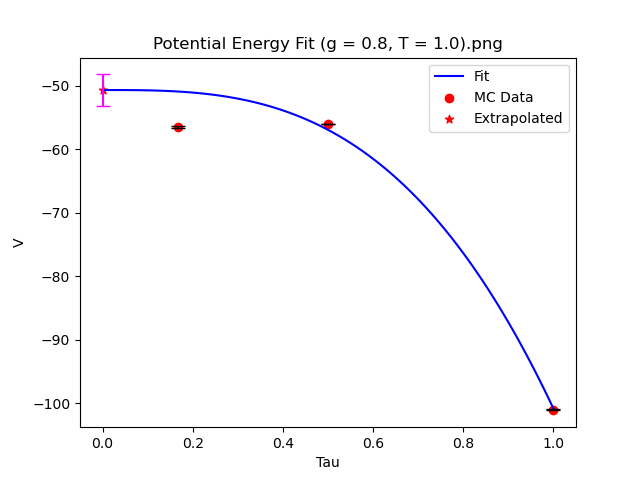 Potential Energy Fit (g = 0.8, T = 1.0).png
Fit
MC Data
Extrapolated
−50
−60
−70
−80
−90
−100
V
0.0 0.2 0.4 0.6 0.8 1.0
Tau